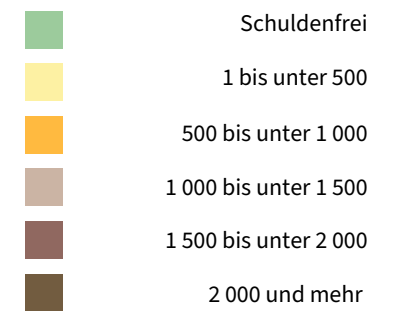 Schuldenfrei
1 bis unter 500
500 bis unter 1 000
1 000 bis unter 1 500
1 500 bis unter 2 000
2 000 und mehr